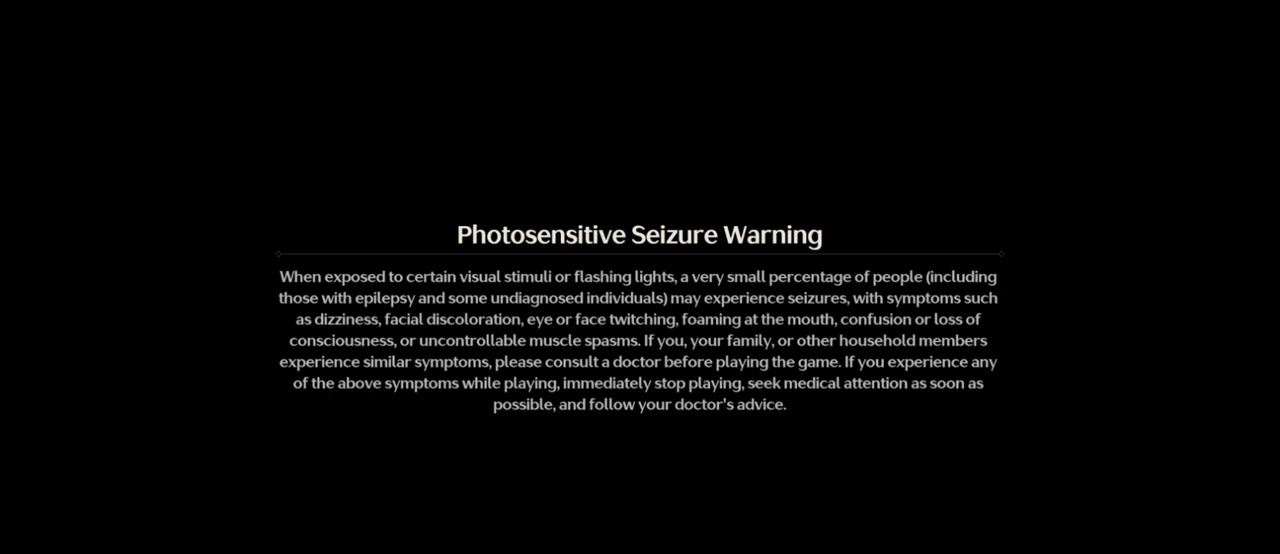 Photosensitive Seizure Warning
When exposed to certain visual stimuli or flashing lights, a very small percentage of people (including
those with epilepsy and some undiagnosed individuals) may experience seizures, with symptoms such
as dizziness, facial discoloration, eye or face twitching, foaming at the mouth, confusion or loss of
consciousness, or uncontrollable muscle spasms. If you, your family, or other household members
experience similar symptoms, please consult a doctor before playing the game. If you experience any
of the above symptoms while playing, immediately stop playing, seek medical attention as soon as
possible, and follow your doctor's advice.